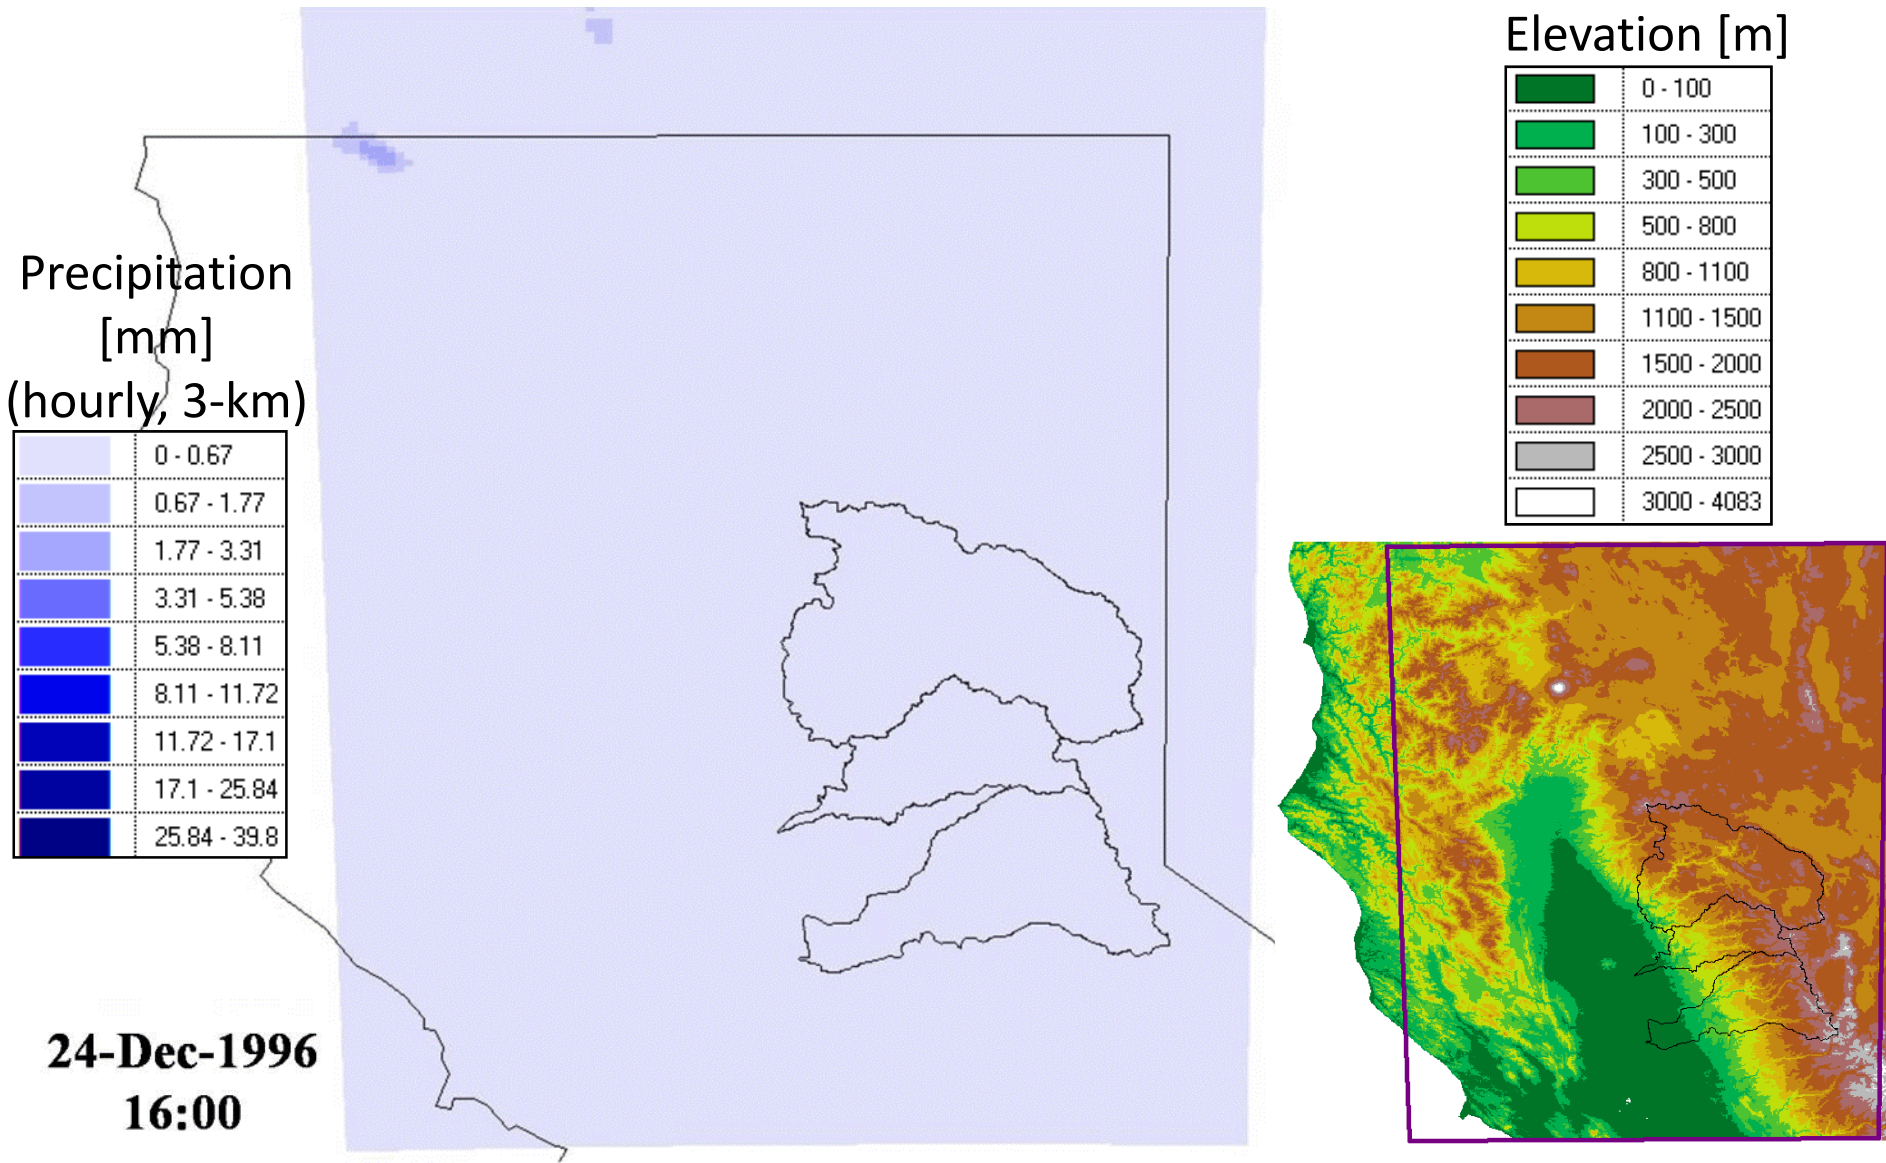 Precipitation
[mm]
(hourly, 3-km)
0 - 0.67
0.67 - 1.77
1.77 - 3.31
3.31 - 5.38
5.38 - 8.11
8.11 - 11.72
11.72 - 17.1
17.1 - 25.84
25.84 - 39.8
24-Dec-1996
16:00
Elevation [m]
0 - 100
100 - 300
300 - 500
500 - 800
800 - 1100
1100 - 1500
1500 - 2000
2000 - 2500
2500 - 3000
3000 - 4083